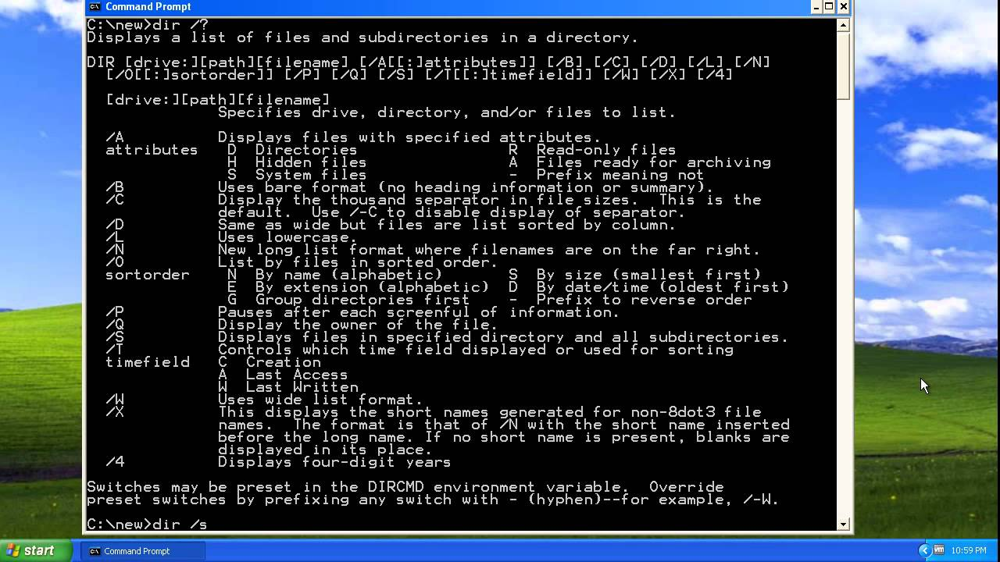 Command Prompt
C:\new>dir /?
Displays a list of files and subdirectories in a directory.
DIR [drive:][path][filename] [/A[[:]attributes]] [/B] [/C] [/D] [/L] [/N]
[/O[[:]sortorder]] [/P] [/Q] [/S] [/T[[:]timefield]] [/W] [/X] [/4]
[drive:][path][filename]
Specifies drive, directory, and/or files to list.
/A Displays files with specified attributes.
attributes D Directories R Read-only files
H Hidden files A Files ready for archiving
S System files - Prefix meaning not
/B Uses bare format (no heading information or summary).
/C Display the thousand separator in file sizes. This is the
default. Use /-C to disable display of separator.
/D Same as wide but files are list sorted by column.
/L Uses lowercase.
/N New long list format where filenames are on the far right.
/O List by files in sorted order.
sortorder N By name (alphabetic) S By size (smallest first)
E By extension (alphabetic) D By date/time (oldest first)
G Group directories first - Prefix to reverse order
/P Pauses after each screenful of information.
/Q Display the owner of the file.
/S Displays files in specified directory and all subdirectories.
/T Controls which time field displayed or used for sorting
timefield C Creation
A Last Access
W Last Written
/W Uses wide list format.
/X This displays the short names generated for non-8dot3 file
names. The format is that of /N with the short name inserted
before the long name. If no short name is present, blanks are
displayed in its place.
/4 Displays four-digit years
Switches may be preset in the DIRCMD environment variable. Override
preset switches by prefixing any switch with - (hyphen)--for example, /-W.
C:\new>dir /s
start Command Prompt vm 10:59 PM